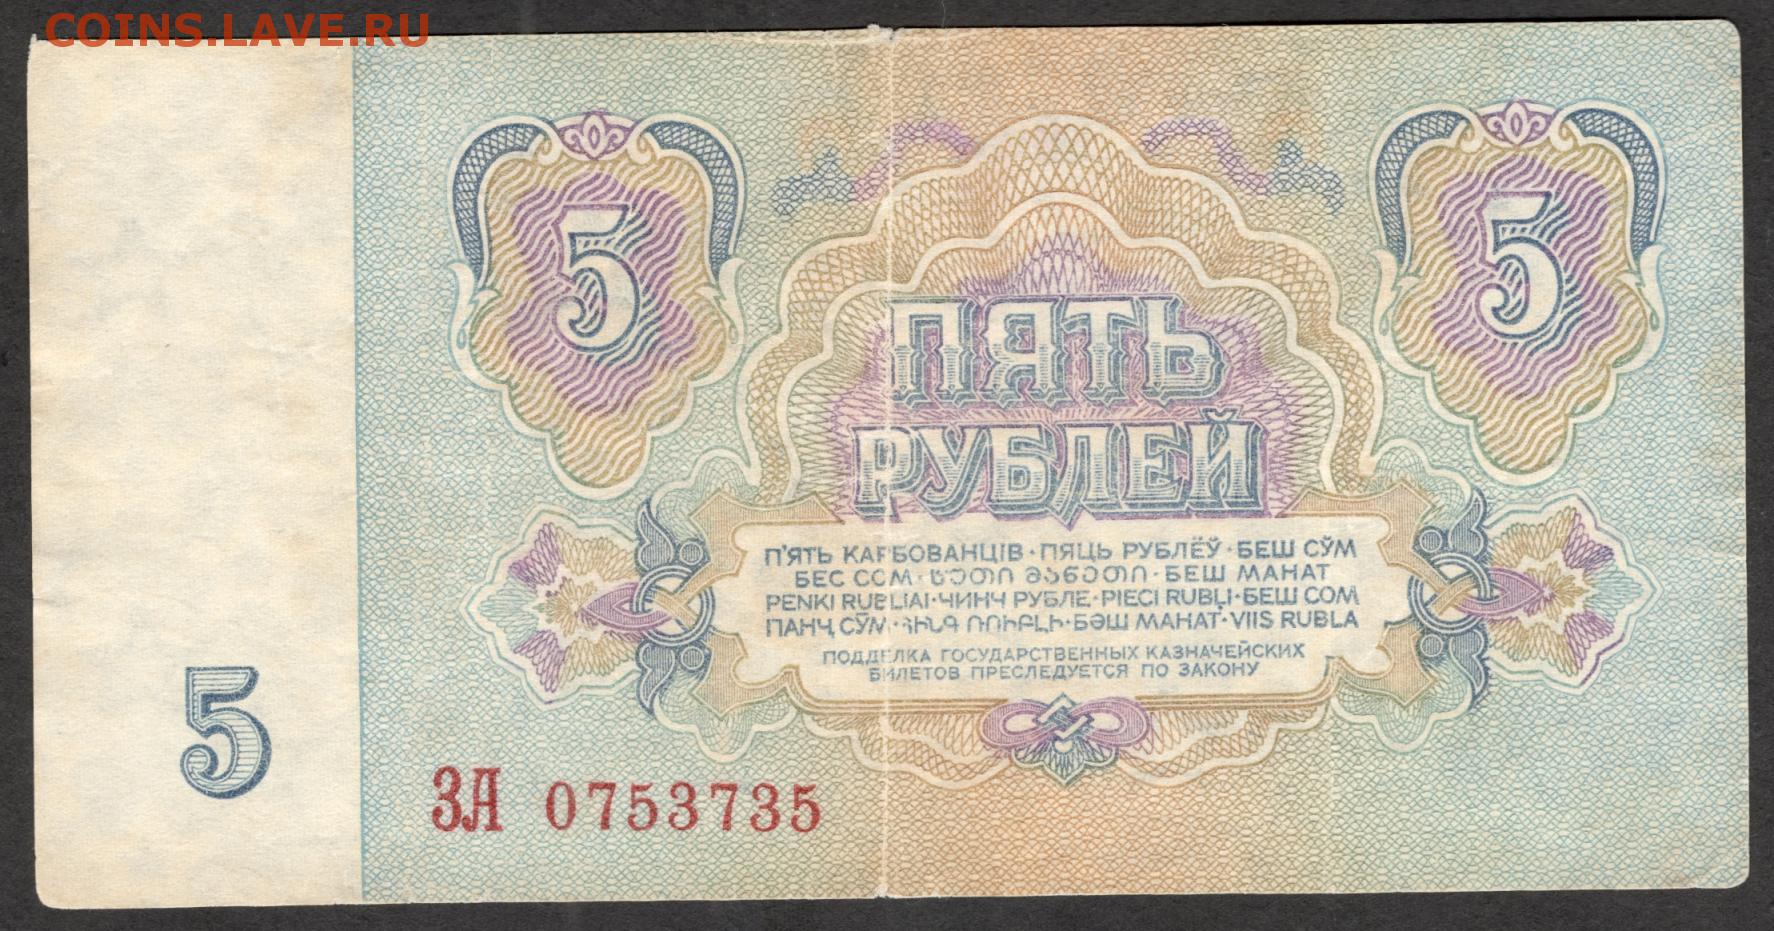 COINS.LAVE.RU
5 5
ПЯТЬ
РУБЛЕЙ
П'ЯТЬ КАРБОВАНЦІВ·ПЯЦЬ РУБЛЁЎ·БЕШ СЎМ
БЕС СОМ·ხუთი მანეთი·БЕШ МАНАТ
PENKI RUBLIAI·ЧИНЧ РУБЛЕ·PIECI RUBĻI·БЕШ СОМ
ПАНҶ СӮМ·ՀԻՆԳ ՌՈՒԲԼԻ·БӘШ МАНАТ·VIIS RUBLA
ПОДДЕЛКА ГОСУДАРСТВЕННЫХ КАЗНАЧЕЙСКИХ
БИЛЕТОВ ПРЕСЛЕДУЕТСЯ ПО ЗАКОНУ
5
ЗА 0753735